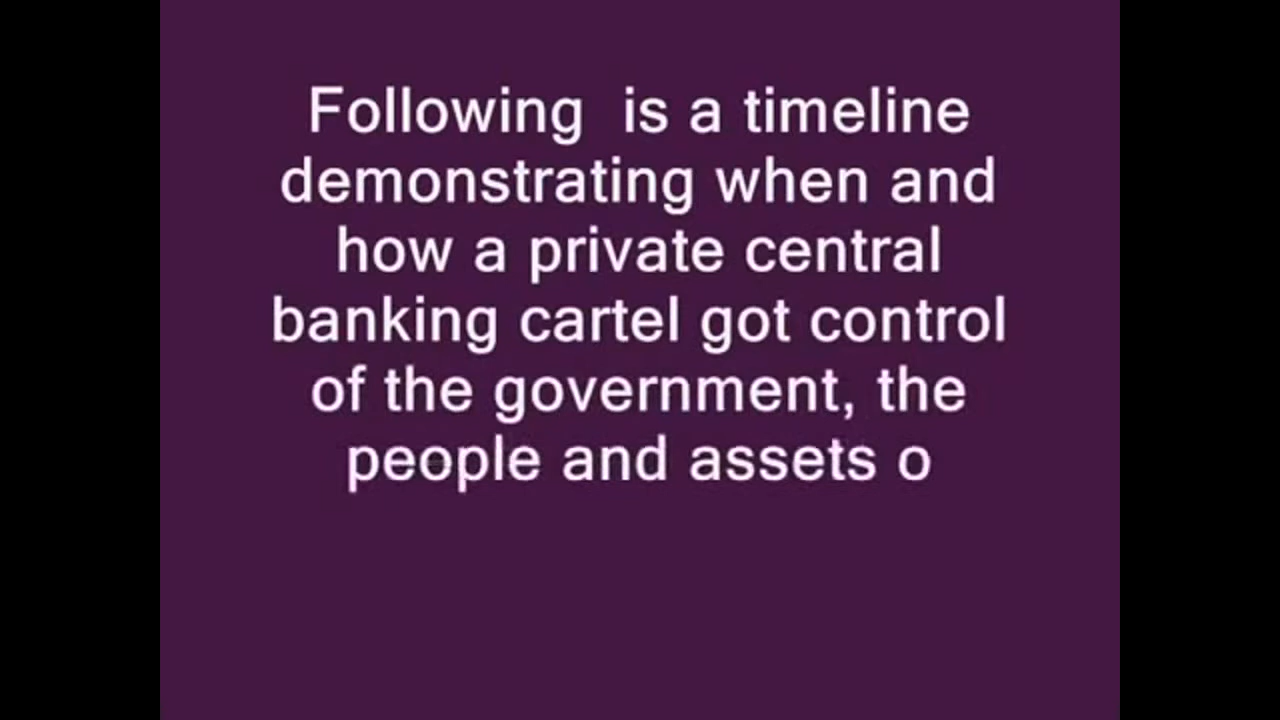 Following  is a timeline
demonstrating when and
how a private central
banking cartel got control
of the government, the
people and assets o